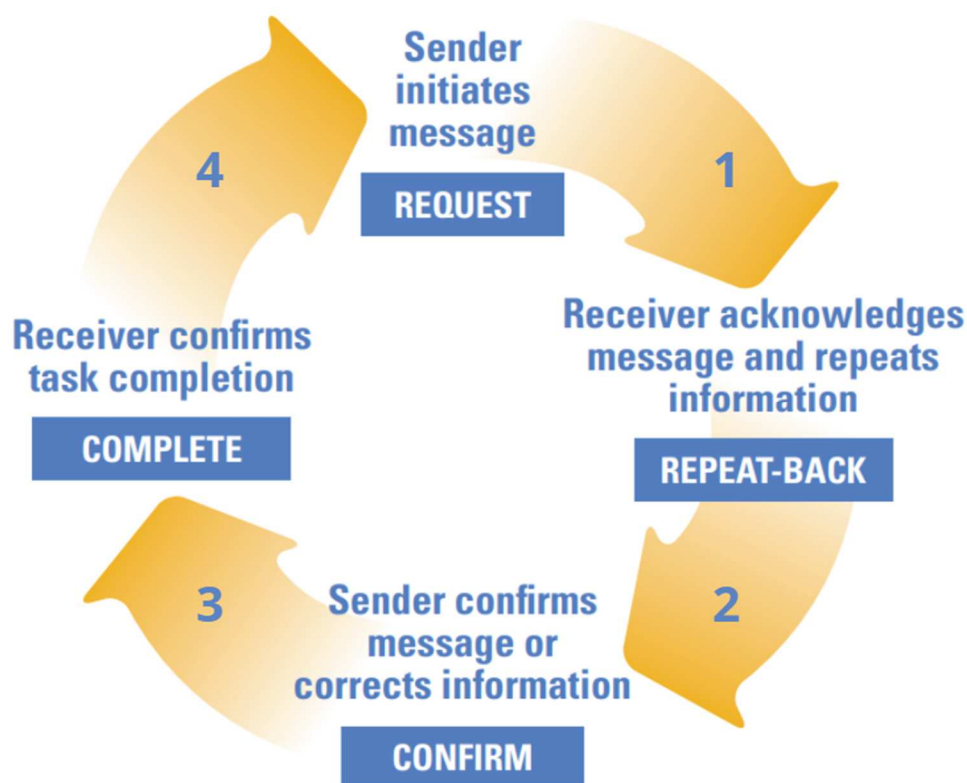 Sender
initiates
message
REQUEST
1
Receiver acknowledges
message and repeats
information
REPEAT-BACK
2
Sender confirms
message or
corrects information
CONFIRM
3
Receiver confirms
task completion
COMPLETE
4